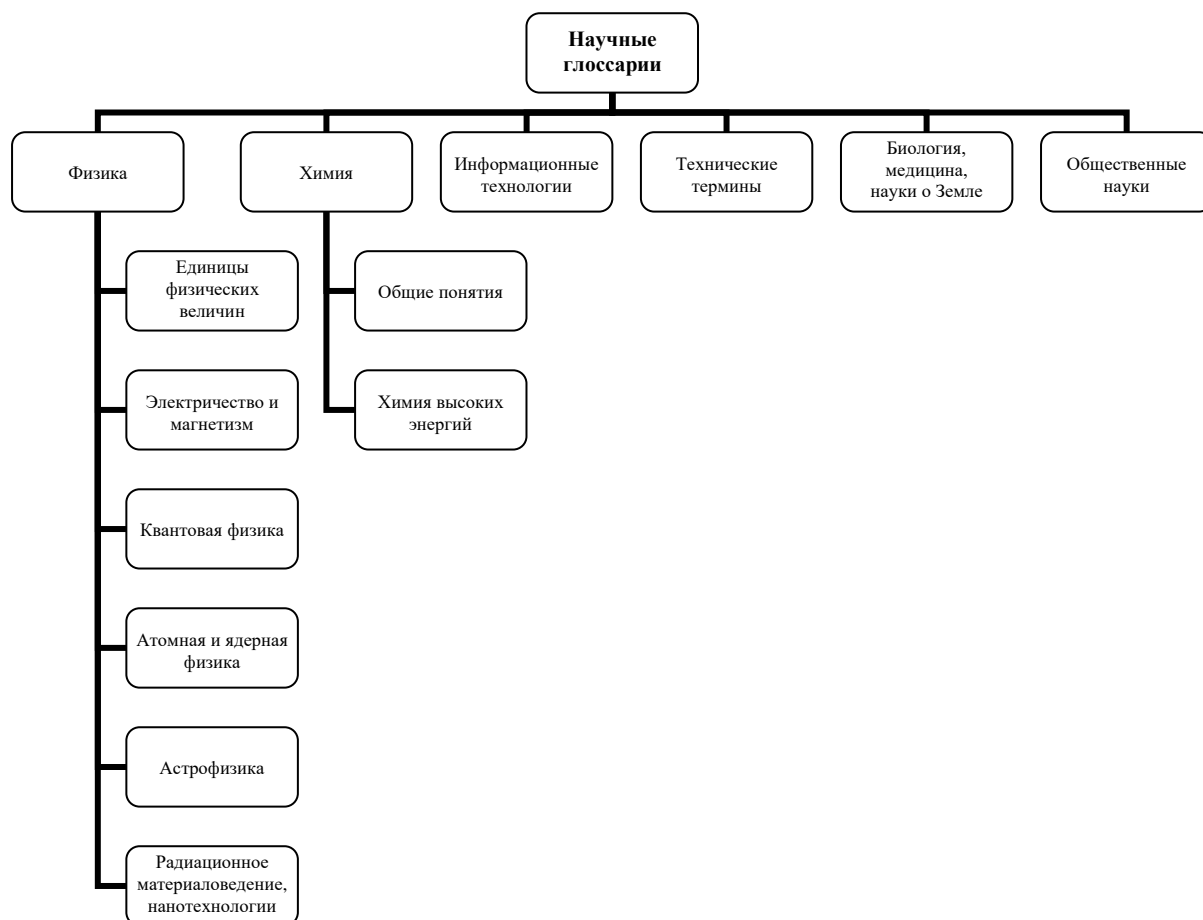 Научные
глоссарии
Физика
Химия
Информационные
технологии
Технические
термины
Биология,
медицина,
науки о Земле
Общественные
науки
Единицы
физических
величин
Общие понятия
Электричество и
магнетизм
Химия высоких
энергий
Квантовая физика
Атомная и ядерная
физика
Астрофизика
Радиационное
материаловедение,
нанотехнологии